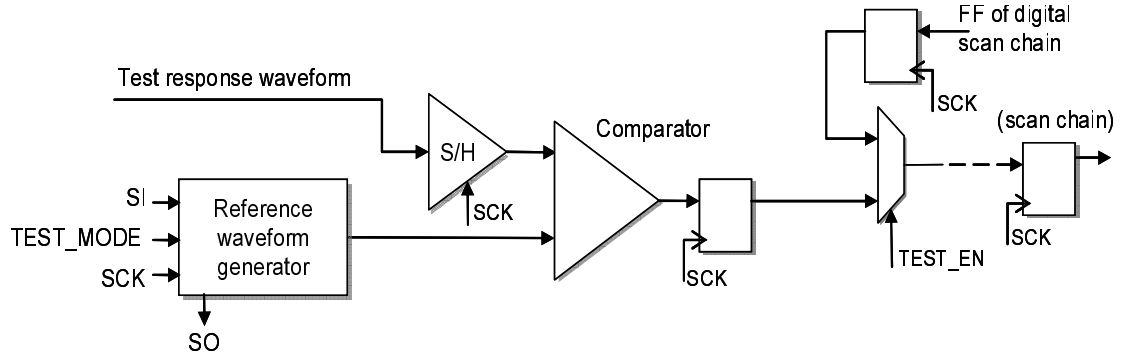 FF of digital
scan chain
SCK
Test response waveform
S/H
SCK
Comparator
(scan chain)
SI
TEST_MODE
SCK
Reference
waveform
generator
SO
SCK
TEST_EN
SCK